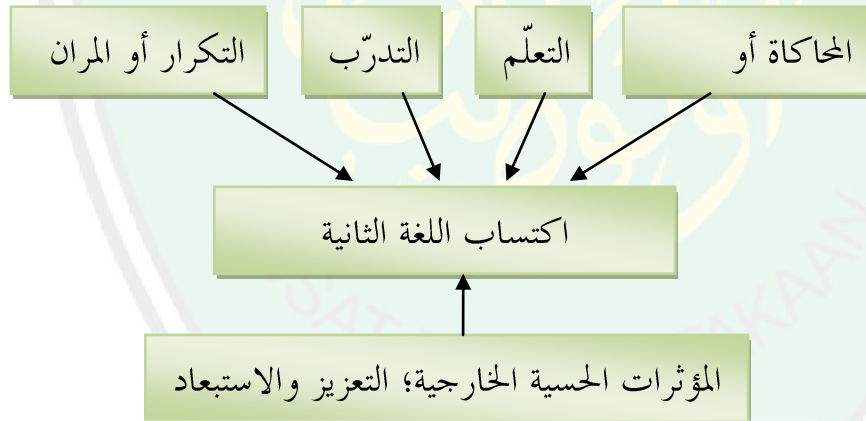 المحاكاة أو
التعلّم
التدرّب
التكرار أو المران
اكتساب اللغة الثانية
المؤثرات الحسية الخارجية؛ التعزيز والاستبعاد